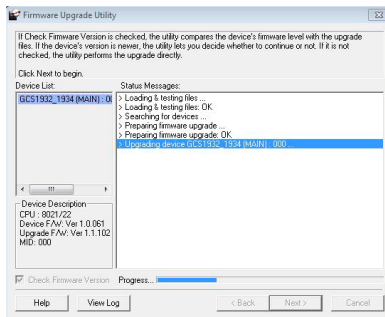 Firmware Upgrade Utility
If Check Firmware Version is checked, the utility compares the device's firmware level with the upgrade
files. If the device's version is newer, the utility lets you decide whether to continue or not. If it is not
checked, the utility performs the upgrade directly.
Click Next to begin.
Device List:
GCS1932_1934 (MAIN) : 0
Status Messages:
> Loading & testing files ...
> Loading & testing files: OK
> Searching for devices ...
> Preparing firmware upgrade ...
> Preparing firmware upgrade: OK
> Upgrading device GCS1932_1934 (MAIN) : 000 ...
Device Description
CPU : 8021/22
Device F/W: Ver 1.0.061
Upgrade F/W: Ver 1.1.102
MID: 000
Check Firmware Version
Progress...
Help
View Log
< Back
Next >
Cancel